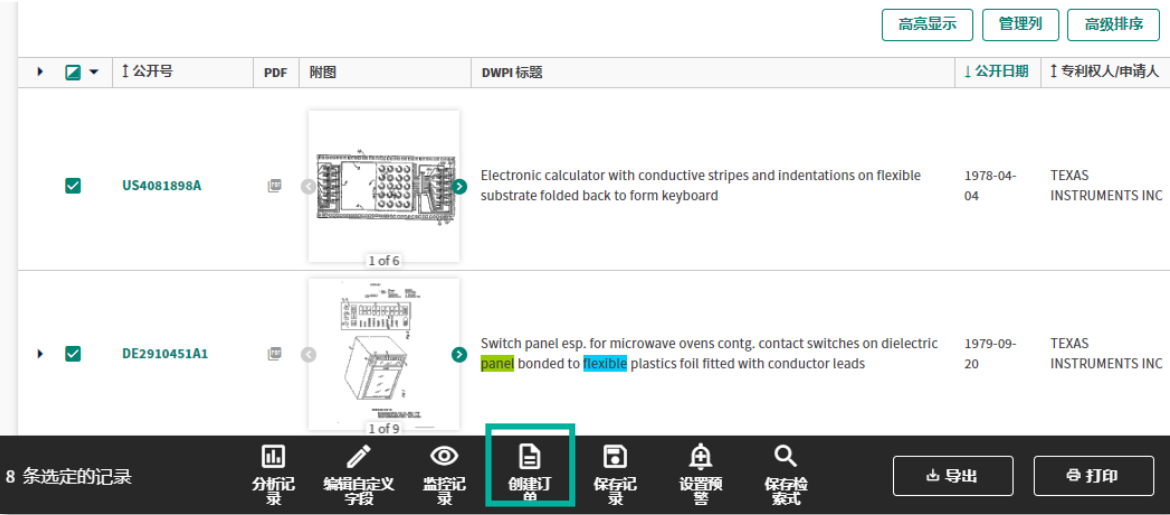 高亮显示 管理列 高级排序
公开号 PDF 附图 DWPI 标题 公开日期 专利权人/申请人
US4081898A PDF Electronic calculator with conductive stripes and indentations on flexible 1978-04- TEXAS
substrate folded back to form keyboard 04 INSTRUMENTS INC
1 of 6
DE2910451A1 PDF Switch panel esp. for microwave ovens contg. contact switches on dielectric 1979-09- TEXAS
panel bonded to flexible plastics foil fitted with conductor leads 20 INSTRUMENTS INC
1 of 9
8 条选定的记录
分析记
录
编辑自定义
字段
监控记
录
创建订
单
保存记
录
设置预
警
保存检
索式
导出
打印